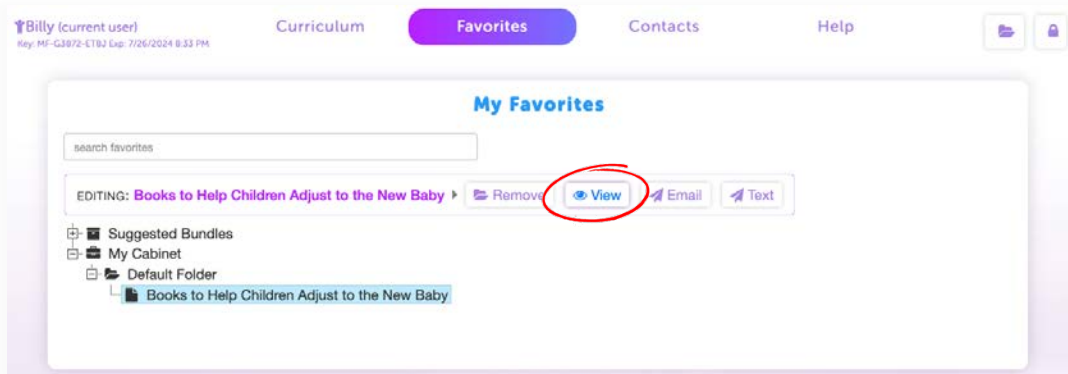 Billy (current user) Curriculum Favorites Contacts Help
Key: MF-G3872-ETBJ Exp: 7/26/2024 8:33 PM
My Favorites
search favorites
EDITING: Books to Help Children Adjust to the New Baby Remove View Email Text
Suggested Bundles
My Cabinet
Default Folder
Books to Help Children Adjust to the New Baby